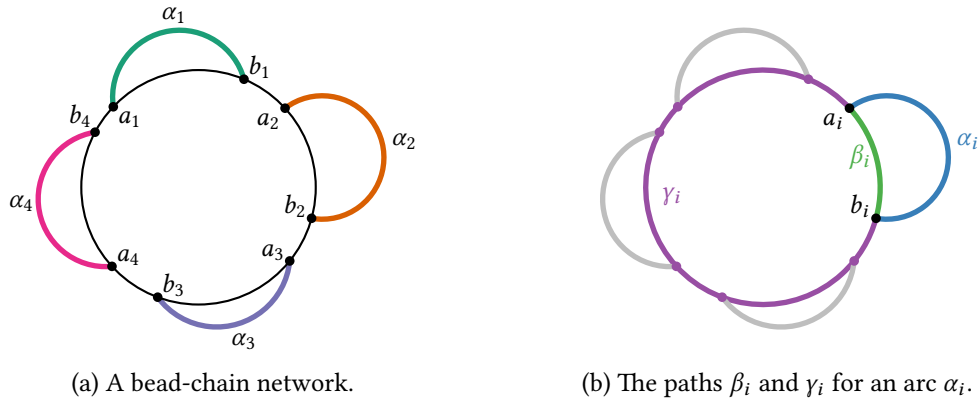 α₁
b₁
a₁
b₄
a₂
α₂
α₄
b₂
a₃
a₄
b₃
α₃
(a) A bead-chain network.
aᵢ
αᵢ
βᵢ
γᵢ
bᵢ
(b) The paths βᵢ and γᵢ for an arc αᵢ.